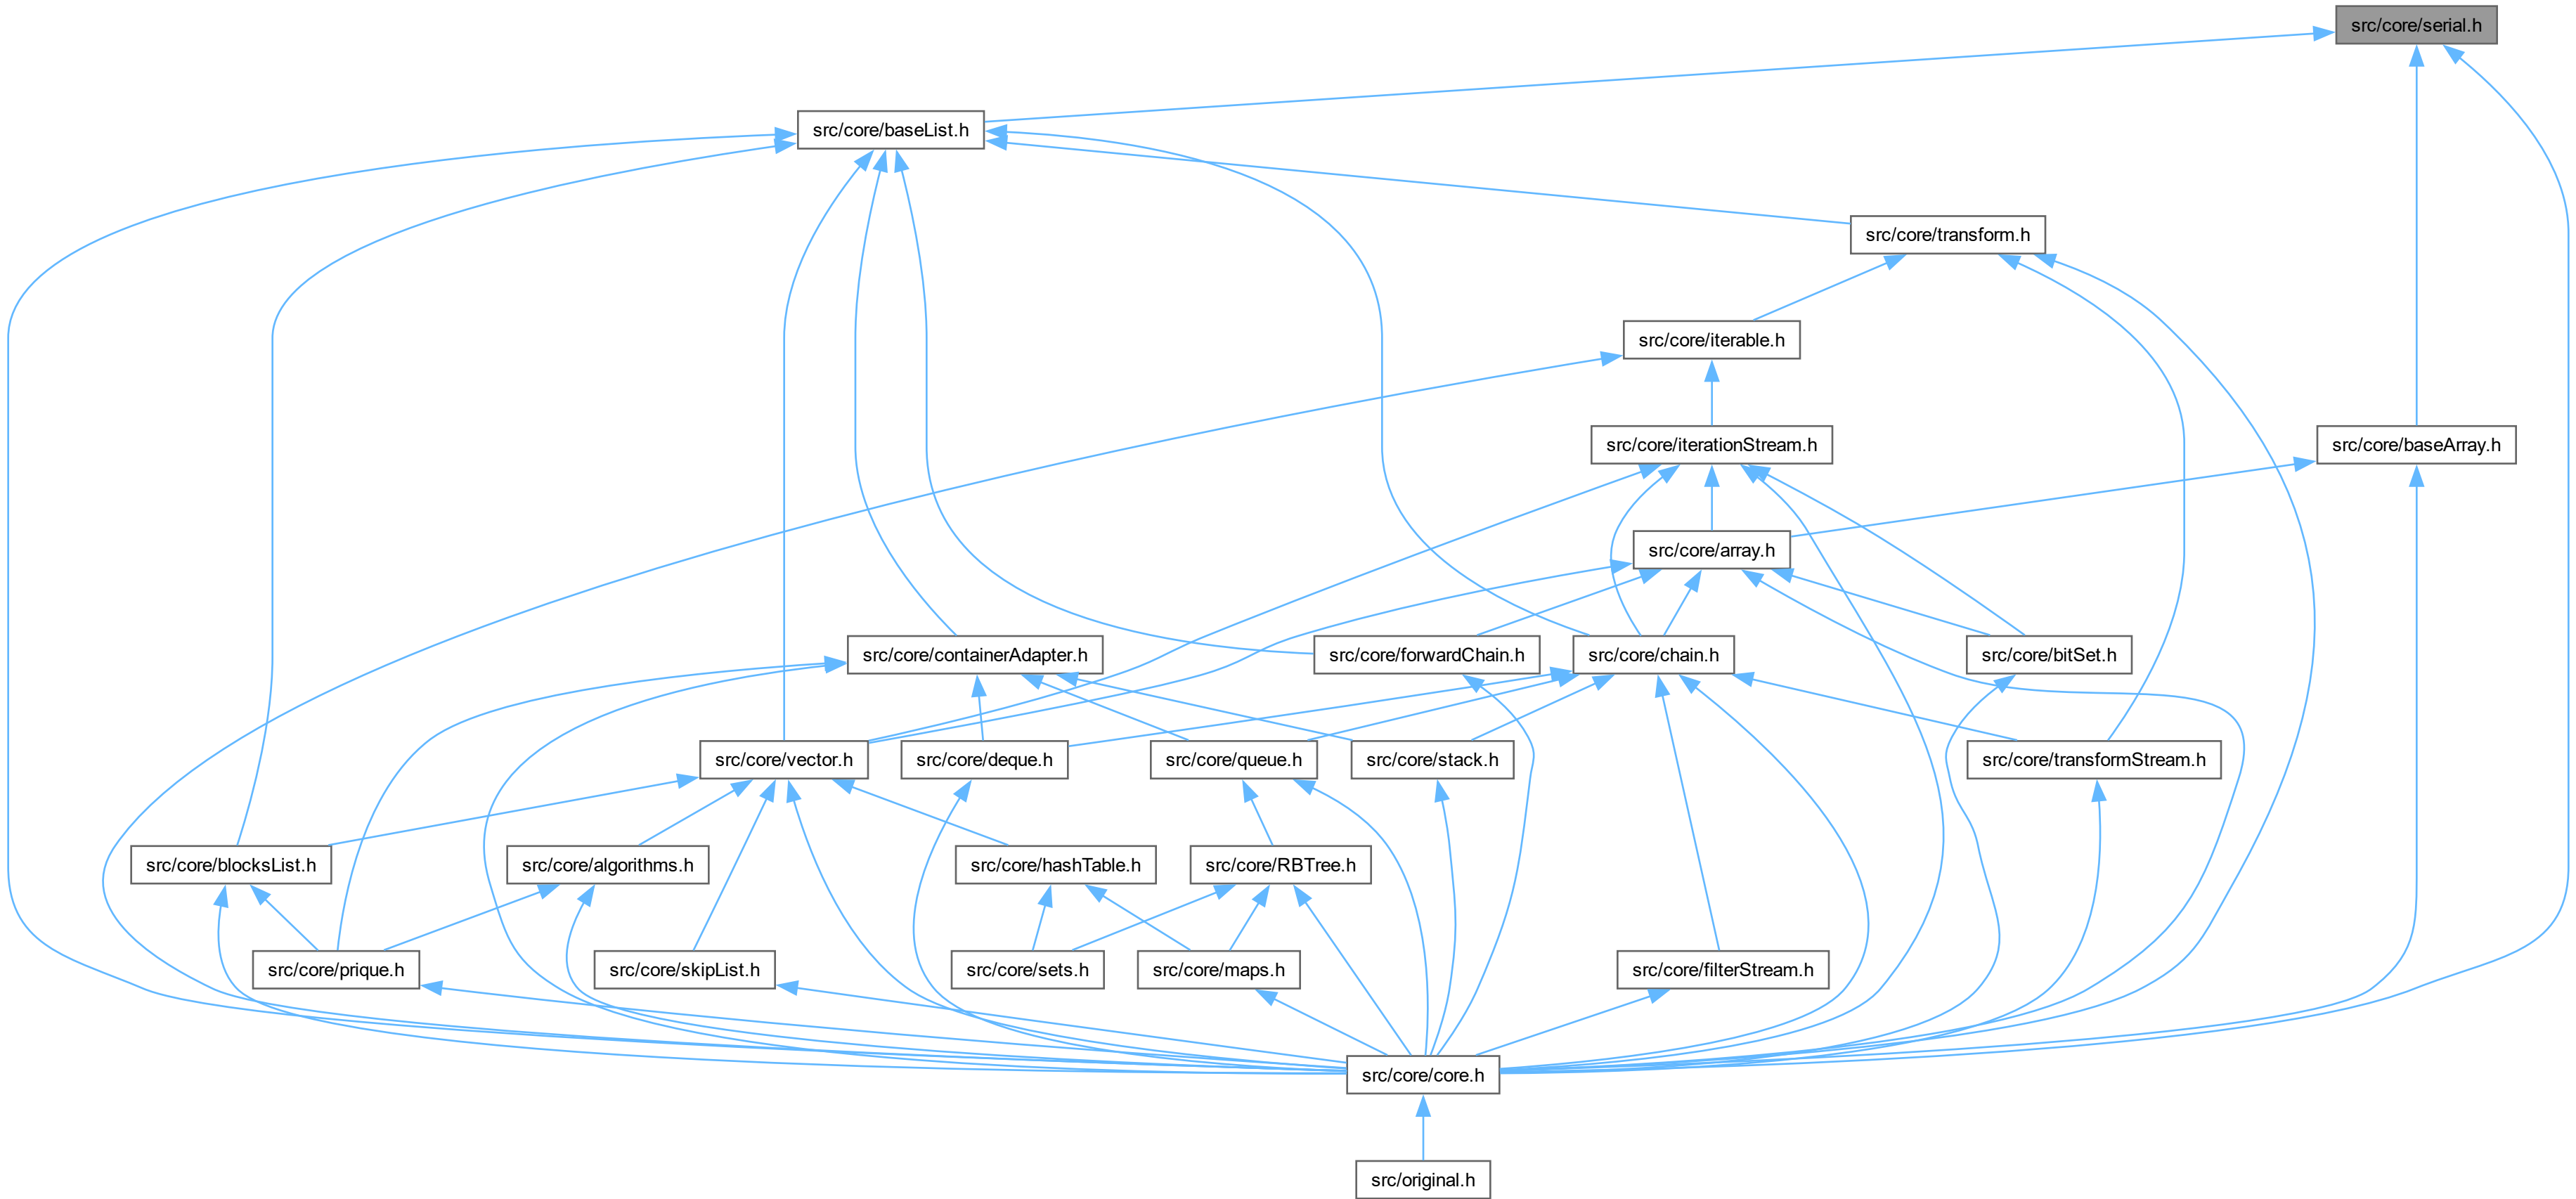 src/core/serial.h
src/core/baseList.h
src/core/transform.h
src/core/iterable.h
src/core/iterationStream.h
src/core/baseArray.h
src/core/array.h
src/core/containerAdapter.h
src/core/forwardChain.h
src/core/chain.h
src/core/bitSet.h
src/core/vector.h
src/core/deque.h
src/core/queue.h
src/core/stack.h
src/core/transformStream.h
src/core/blocksList.h
src/core/algorithms.h
src/core/hashTable.h
src/core/RBTree.h
src/core/prique.h
src/core/skipList.h
src/core/sets.h
src/core/maps.h
src/core/filterStream.h
src/core/core.h
src/original.h